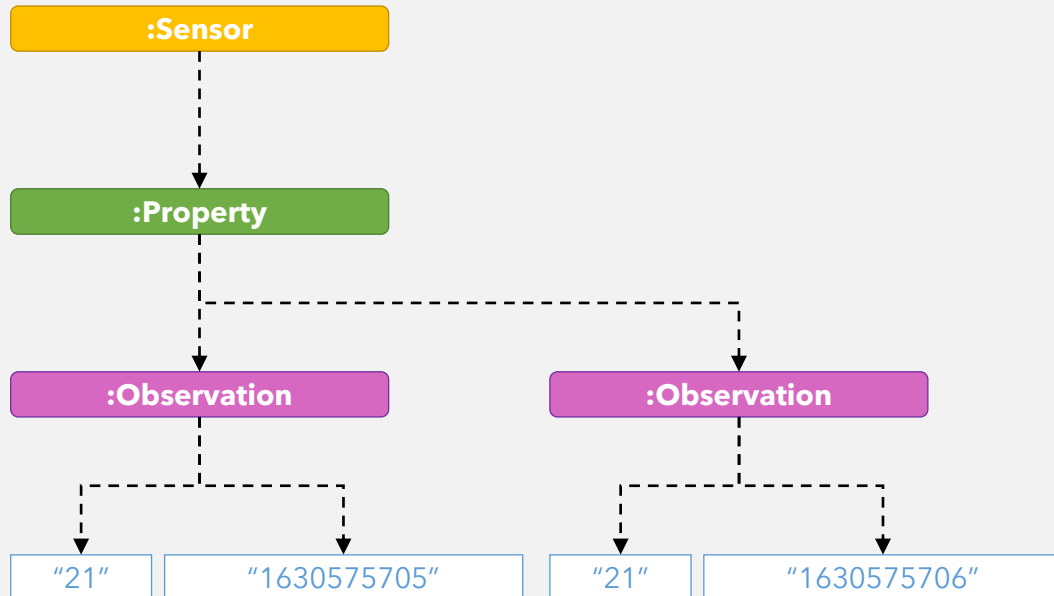 :Sensor
:Property
:Observation
:Observation
“21”
“1630575705”
“21”
“1630575706”